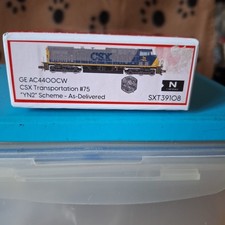 CSX
GE AC4400CW
CSX Transportation #75
"YN2" Scheme - As-Delivered
N
SXT39108